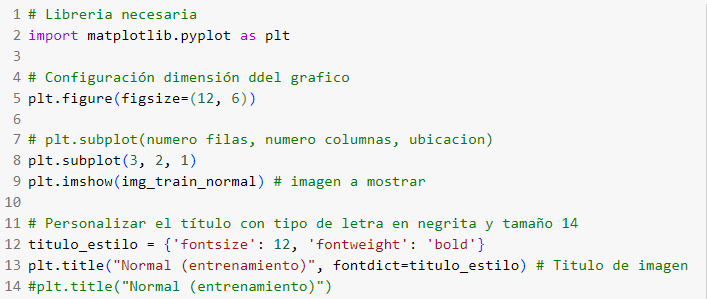 1 # Libreria necesaria
2 import matplotlib.pyplot as plt
3
4 # Configuración dimensión ddel grafico
5 plt.figure(figsize=(12, 6))
6
7 # plt.subplot(numero filas, numero columnas, ubicacion)
8 plt.subplot(3, 2, 1)
9 plt.imshow(img_train_normal) # imagen a mostrar
10
11 # Personalizar el títuto con tipo de letra en negrita y tamaño 14
12 titulo_estilo = {'fontsize': 12, 'fontweight': 'bold'}
13 plt.title("Normal (entrenamiento)", fontdict=titulo_estilo) # Titulo de imagen
14 #plt.title("Normal (entrenamiento)")